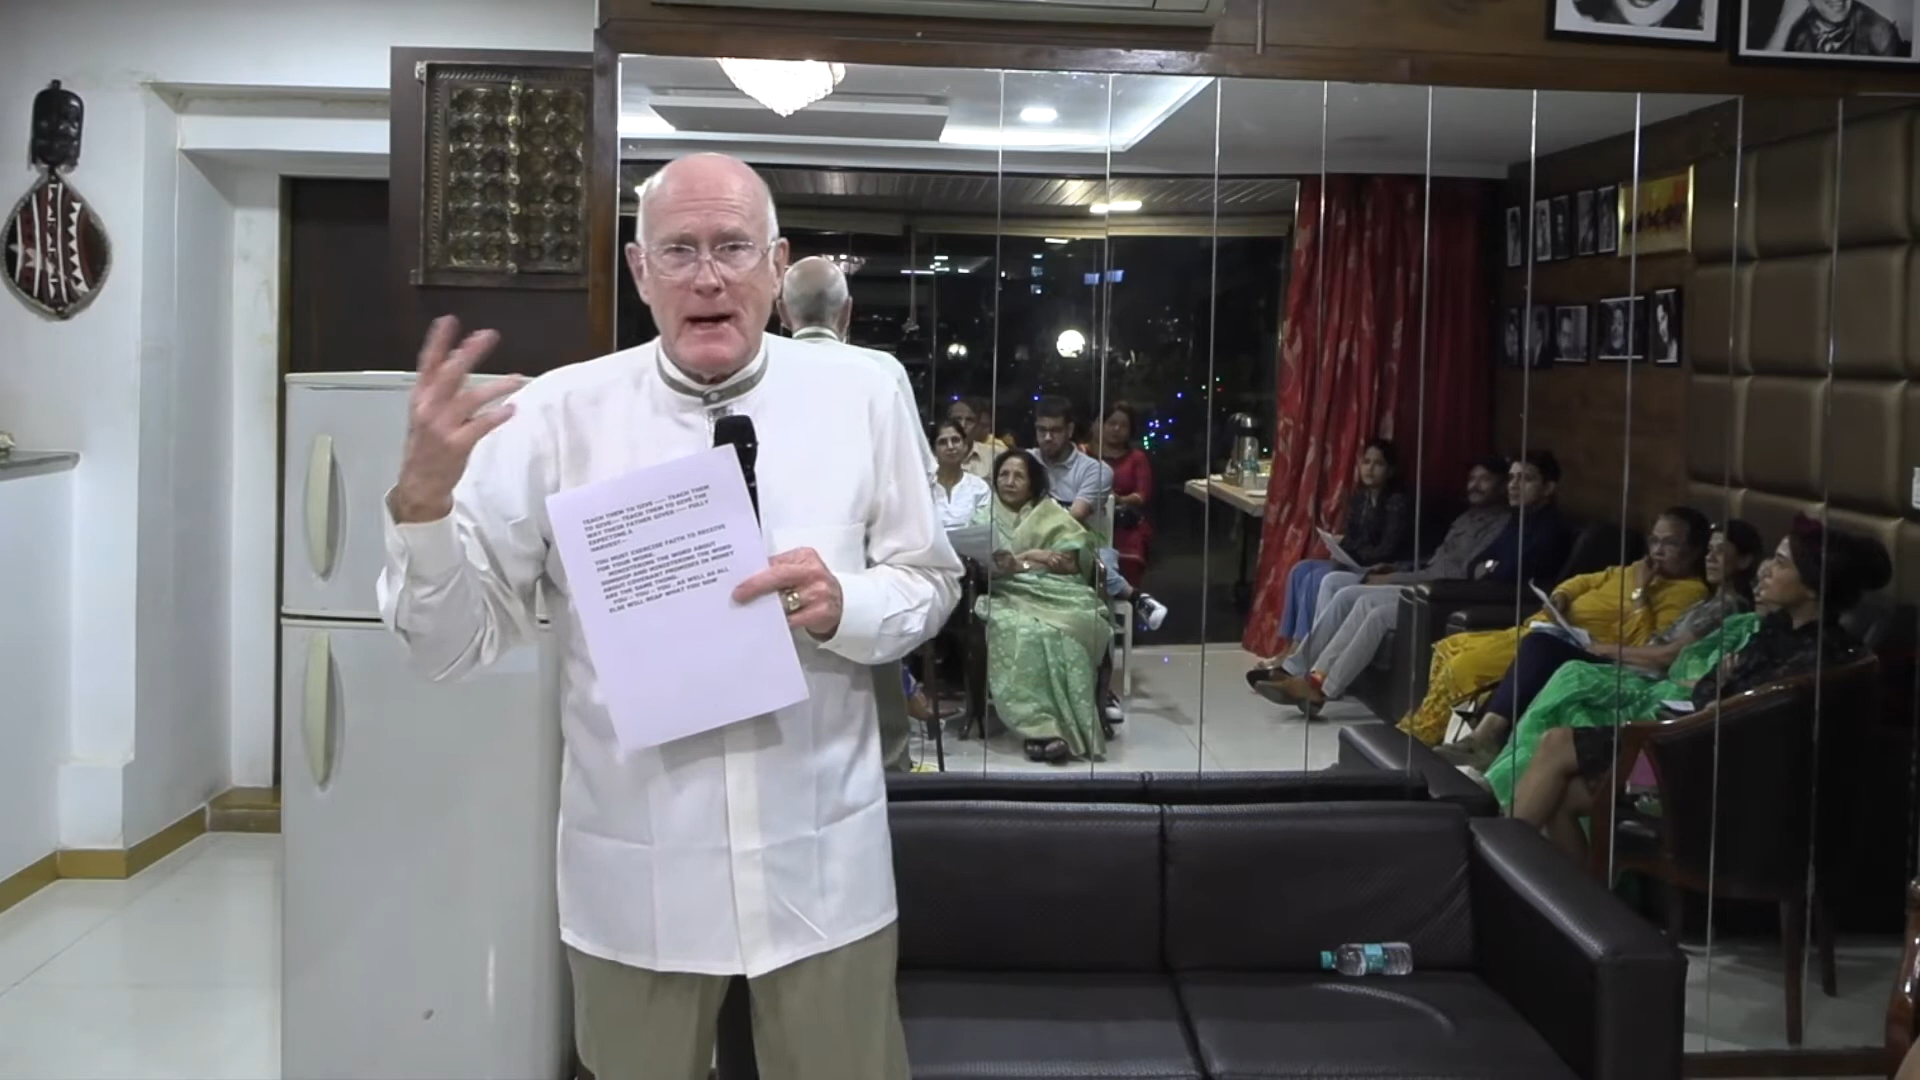 TEACH THEM TO GIVE --- TEACH THEM
TO GIVE--- TEACH THEM TO GIVE THE
WAY THEIR FATHER GIVES --- FULLY
EXPECTING A
HARVEST--
YOU MUST EXERCISE FAITH TO RECEIVE
FOR YOUR WORK.
MINISTERING THE WORD ABOUT
SONSHIP AND MINISTERING THE WORD
ABOUT COVENANT PROMISES IN MONEY
ARE THE SAME THING.
YOU – YOU – YOU , AS WELL AS ALL
ELSE WILL REAP WHAT YOU SOW